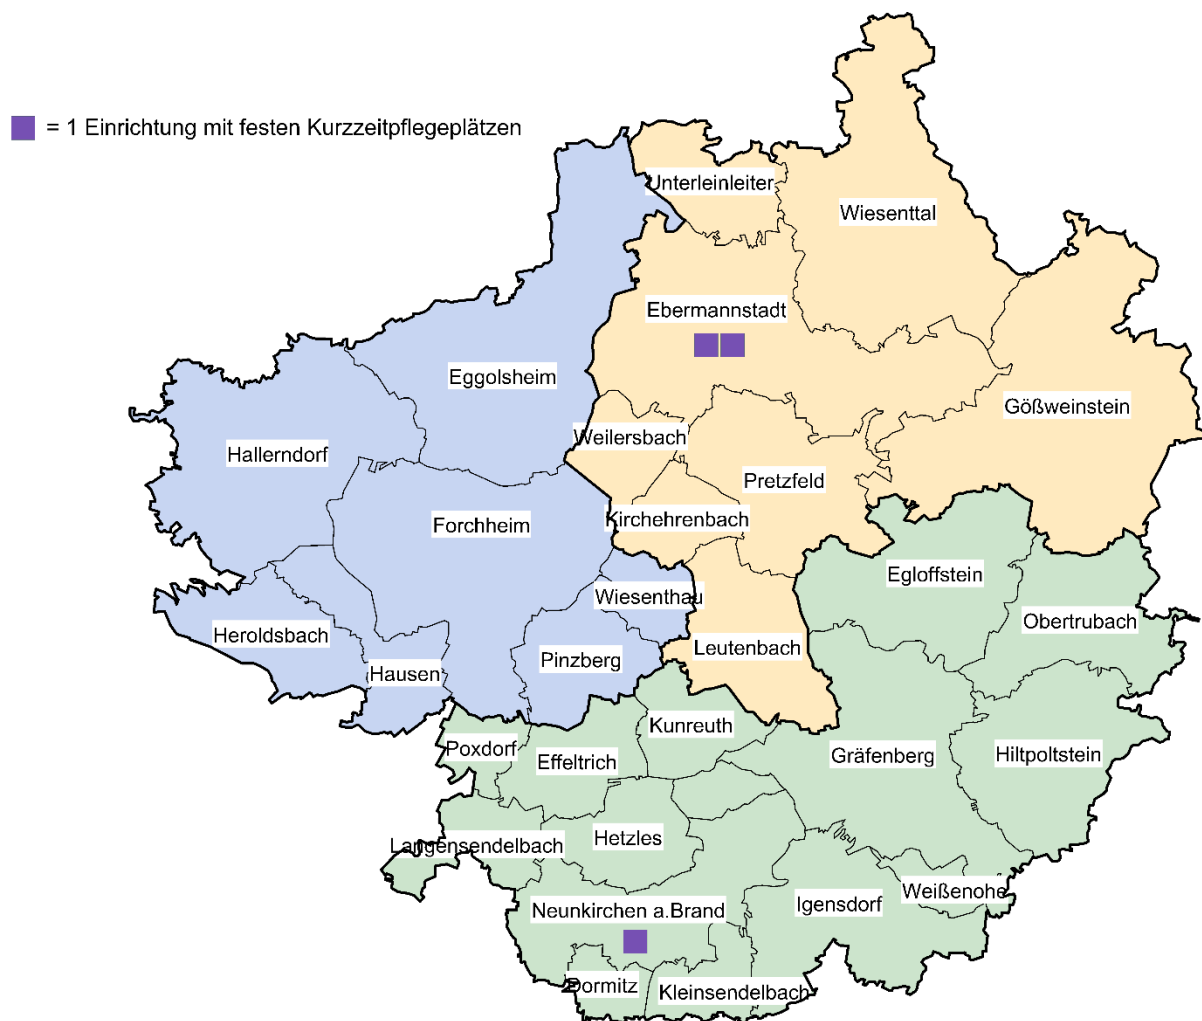 = 1 Einrichtung mit festen Kurzzeitpflegeplätzen
Unterleinleiter
Wiesenttal
Ebermannstadt
Eggolsheim
Gößweinstein
Weilersbach
Hallerndorf
Pretzfeld
Kirchehrenbach
Forchheim
Egloffstein
Wiesenthau
Obertrubach
Heroldsbach
Leutenbach
Pinzberg
Hausen
Kunreuth
Poxdorf
Effeltrich
Gräfenberg
Hiltpoltstein
Hetzles
Langensendelbach
Weißenohe
Igensdorf
Neunkirchen a.Brand
Dormitz
Kleinsendelbach